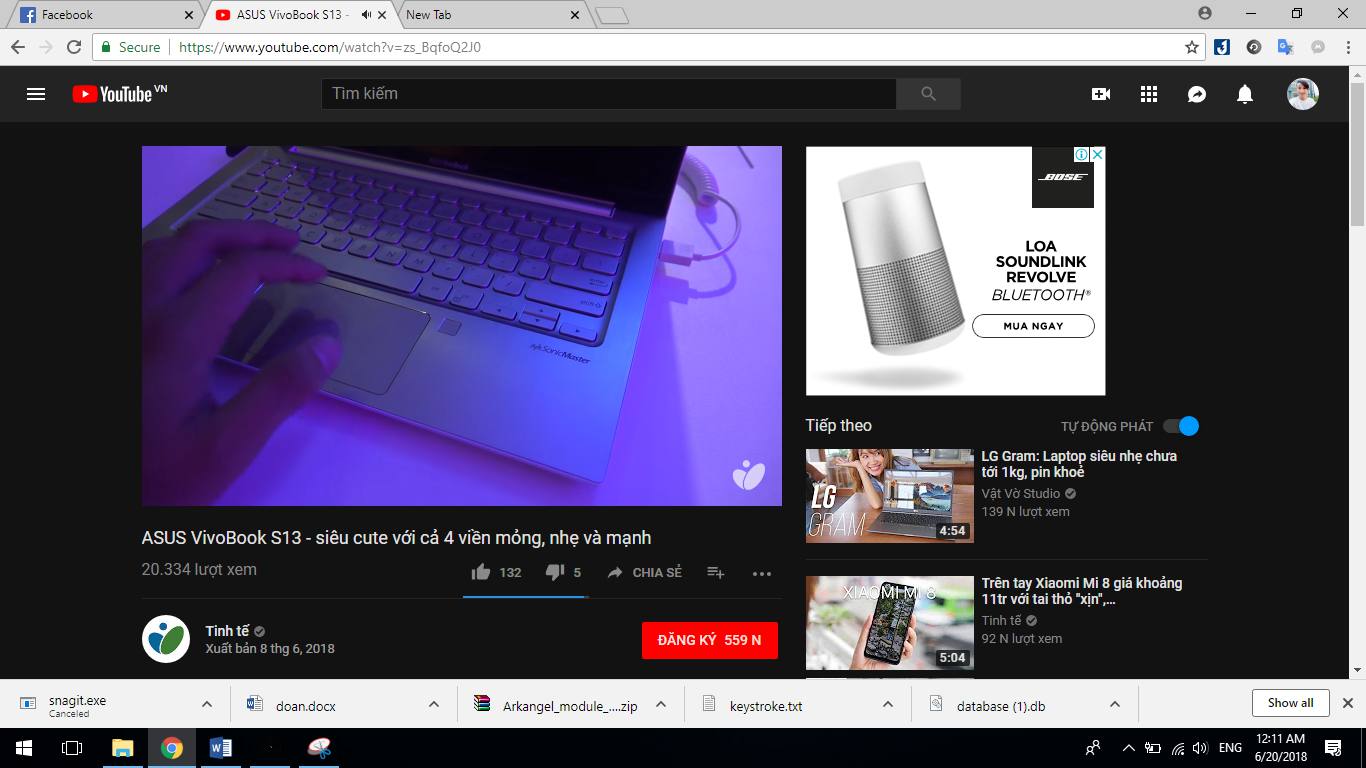 Facebook
ASUS VivoBook S13 -
New Tab
Secure
https://www.youtube.com/watch?v=zs_BqfoQ2J0
YouTube VN
Tìm kiếm
SonicMaster
BOSE
LOA
SOUNDLINK
REVOLVE
BLUETOOTH®
MUA NGAY
ASUS VivoBook S13 - siêu cute với cả 4 viền mỏng, nhẹ và mạnh
20.334 lượt xem
132
5
CHIA SẺ
Tinh tế
Xuất bản 8 thg 6, 2018
ĐĂNG KÝ 559 N
Tiếp theo
TỰ ĐỘNG PHÁT
LG
GRAM
4:54
LG Gram: Laptop siêu nhẹ chưa
tới 1kg, pin khoẻ
Vật Vờ Studio
139 N lượt xem
XIAOMI MI 8
5:04
Trên tay Xiaomi Mi 8 giá khoảng
11tr với tai thỏ "xịn",...
Tinh tế
92 N lượt xem
snagit.exe
Canceled
doan.docx
Arkangel_module_....zip
keystroke.txt
database (1).db
Show all
ENG
12:11 AM
6/20/2018